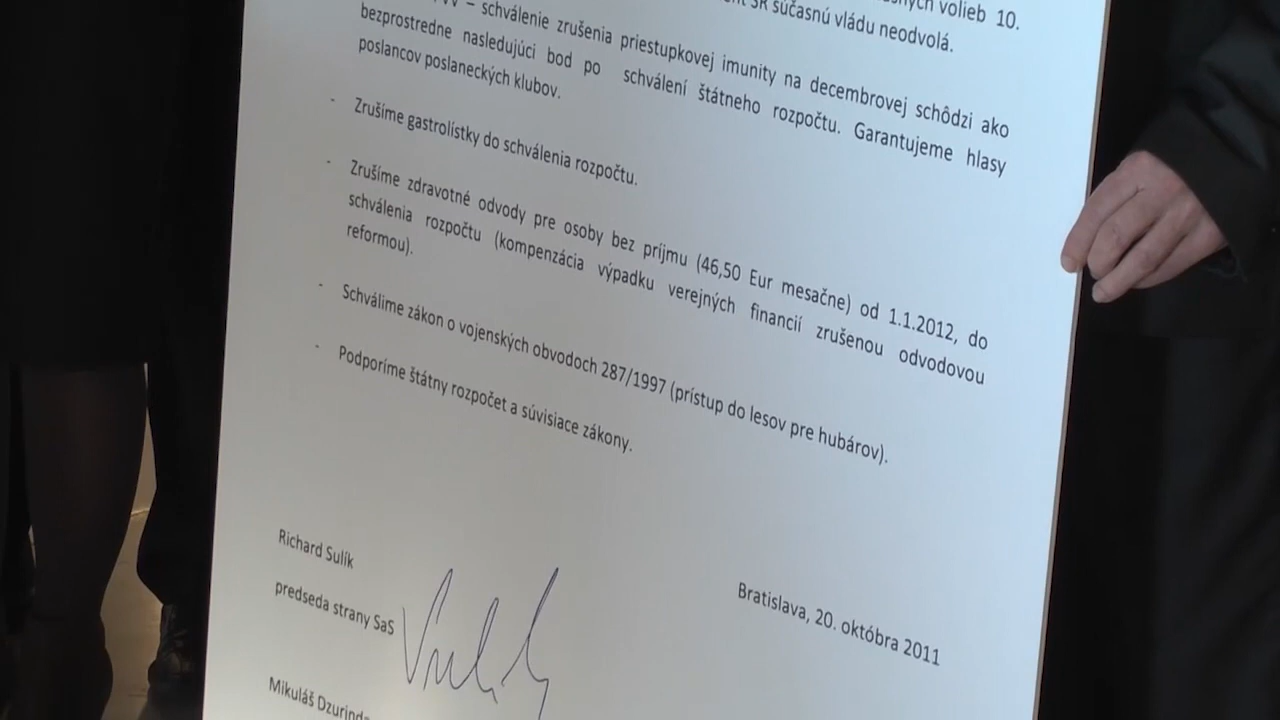 volieb 10.
SR súčasnú vládu neodvolá.
– schválenie zrušenia priestupkovej imunity na decembrovej schôdzi ako
bezprostredne nasledujúci bod po schválení štátneho rozpočtu. Garantujeme hlasy
poslancov poslaneckých klubov.
- Zrušíme gastrolístky do schválenia rozpočtu.
- Zrušíme zdravotné odvody pre osoby bez príjmu (46,50 Eur mesačne) od 1.1.2012, do
schválenia rozpočtu (kompenzácia výpadku verejných financií zrušenou odvodovou
reformou).
- Schválime zákon o vojenských obvodoch 287/1997 (prístup do lesov pre hubárov).
- Podporíme štátny rozpočet a súvisiace zákony.
Richard Sulík
predseda strany SaS
Bratislava, 20. októbra 2011
Mikuláš Dzurinda